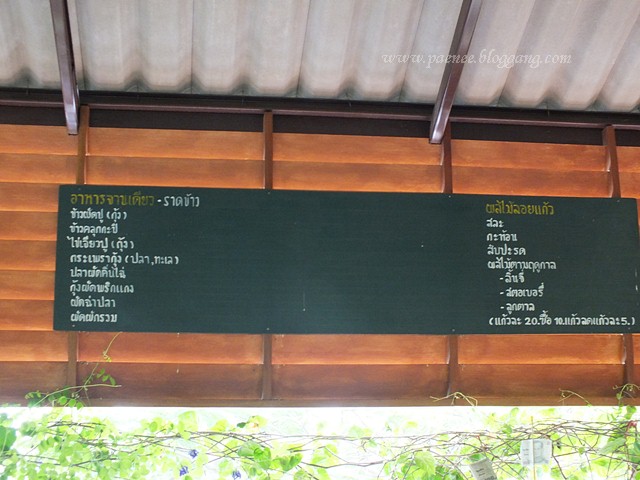 www.paenee.bloggang.com
อาหารจานเดียว - ราดข้าว
ข้าวผัดปู (กุ้ง)
ข้าวคลุกกะปิ
ไข่เจียวปู (กุ้ง)
กระเพรากุ้ง (ปลา,ทะเล)
ปลาผัดคื่นไฉ่
กุ้งผัดพริกแกง
ผัดฉ่าปลา
ผัดผักรวม
ผลไม้ลอยแก้ว
สละ
กะท้อน
สับปะรด
ผลไม้ตามฤดูกาล
- ลิ้นจี่
- สตอเบอรี่
- ลูกตาล
(แก้วละ 20.ซื้อ 10.แก้วลดแก้วละ 5.)